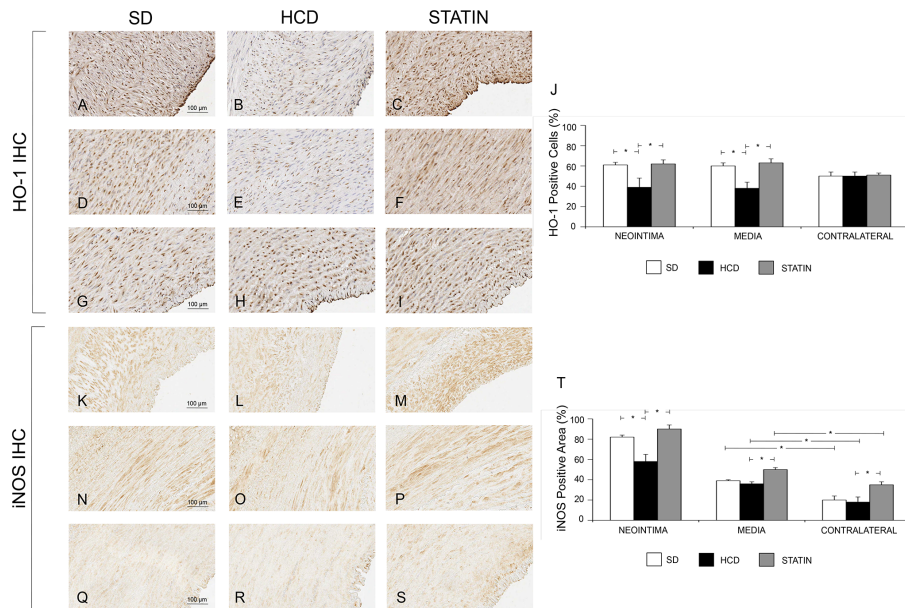 SD HCD STATIN
HO-1 IHC
A 100 µm B C
D 100 µm E F
G 100 µm H I
iNOS IHC
K 100 µm L M
N 100 µm O P
Q 100 µm R S
J
HO-1 Positive Cells (%)
100
80
60
40
20
0
* * * *
NEOINTIMA MEDIA CONTRALATERAL
SD HCD STATIN
T
iNOS Positive Area (%)
100
80
60
40
20
0
* * * * * * *
NEOINTIMA MEDIA CONTRALATERAL
SD HCD STATIN